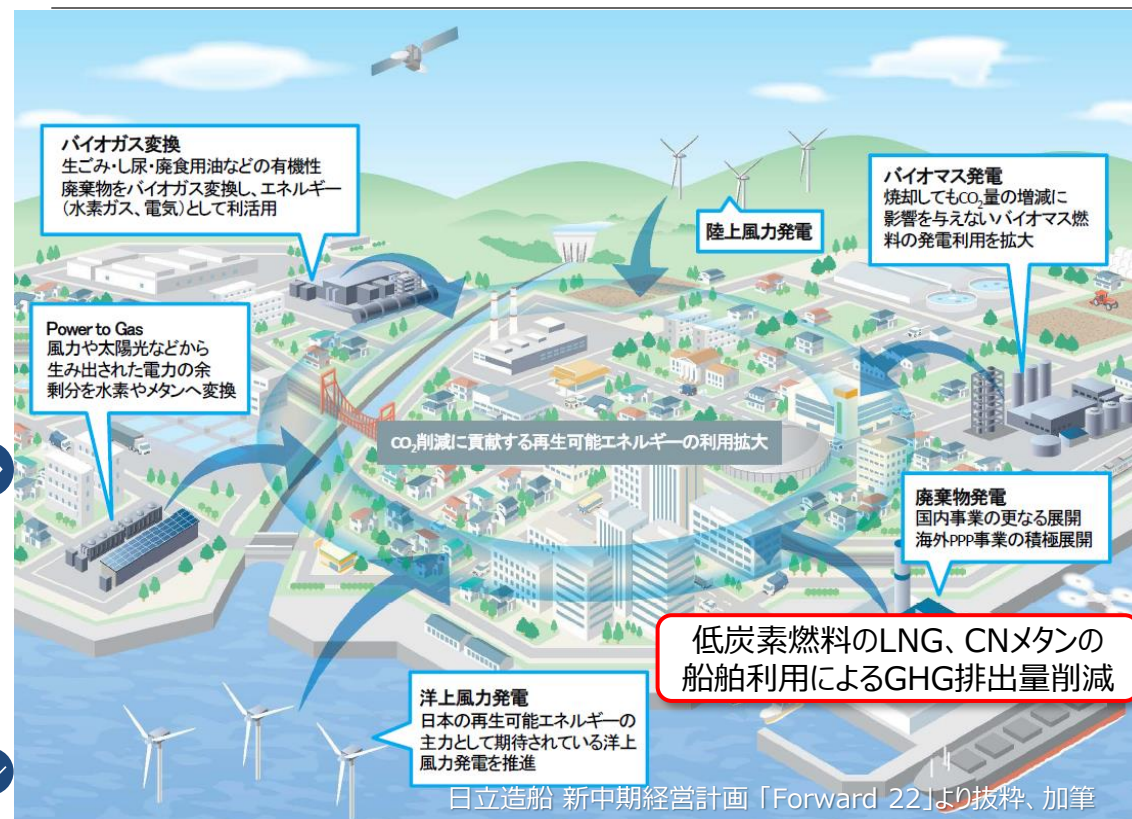 バイオガス変換
生ごみ・し尿・廃食用油などの有機性
廃棄物をバイオガス変換し、エネルギー
（水素ガス、電気）として利活用
陸上風力発電
バイオマス発電
焼却してもCO₂量の増減に
影響を与えないバイオマス燃
料の発電利用を拡大
Power to Gas
風力や太陽光などから
生み出された電力の余
剰分を水素やメタンへ変換
CO₂削減に貢献する再生可能エネルギーの利用拡大
廃棄物発電
国内事業の更なる展開
海外PPP事業の積極展開
低炭素燃料のLNG、CNメタンの
船舶利用によるGHG排出量削減
洋上風力発電
日本の再生可能エネルギーの
主力として期待されている洋上
風力発電を推進
日立造船 新中期経営計画「Forward 22」より抜粋、加筆